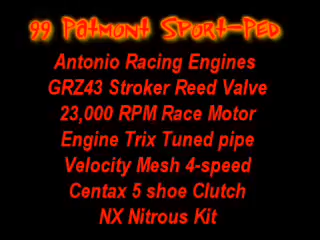 99 Patmont Sport-Ped
Antonio Racing Engines
GRZ43 Stroker Reed Valve
23,000 RPM Race Motor
Engine Trix Tuned pipe
Velocity Mesh 4-speed
Centax 5 shoe Clutch
NX Nitrous Kit